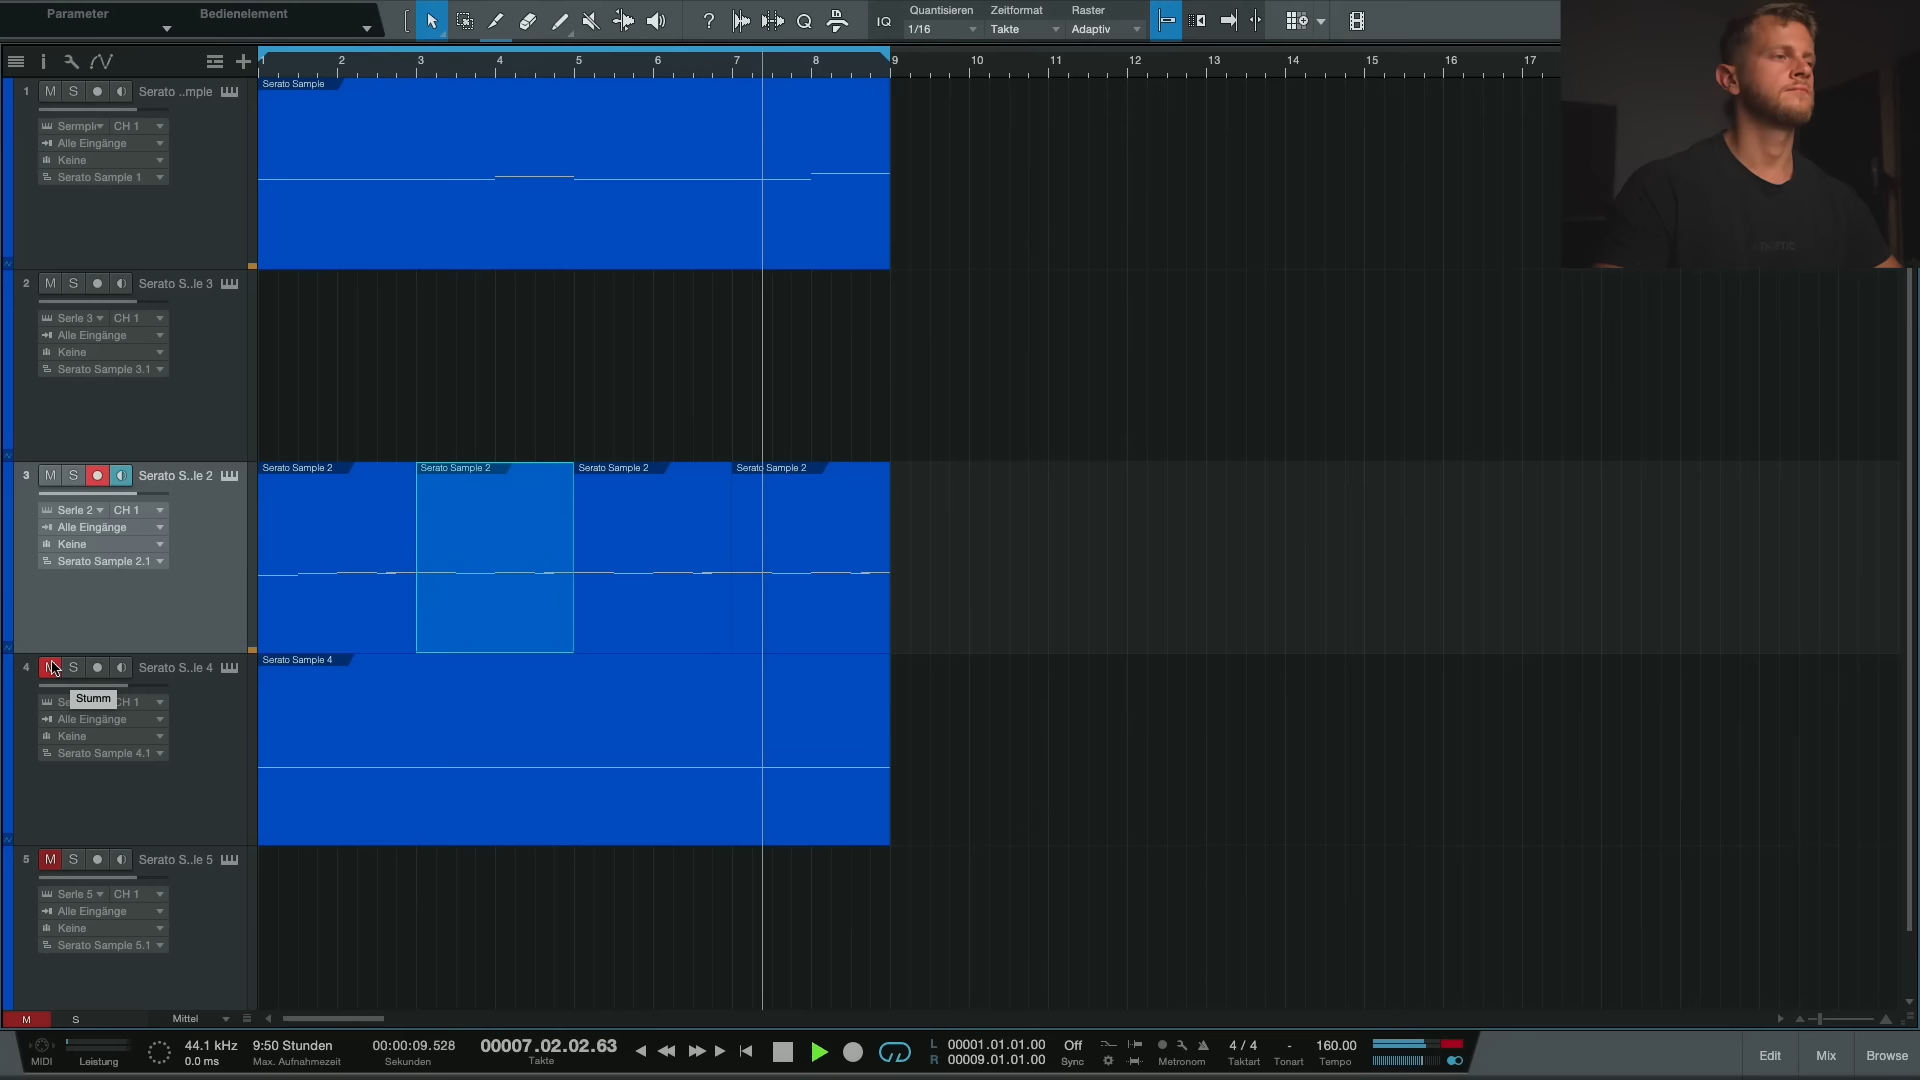 Parameter Bedienelement
? IQ Quantisieren Zeitformat Raster
1/16 Takte Adaptiv
2 3 4 5 6 7 8 9 10 11 12 13 14 15 16 17
1 M S Serato ..mple
Serato Sample
Sermpl CH 1
Alle Eingänge
Keine
Serato Sample 1
2 M S Serato S..le 3
Serle 3 CH 1
Alle Eingänge
Keine
Serato Sample 3.1
3 M S Serato S..le 2
Serato Sample 2 Serato Sample 2 Serato Sample 2 Serato Sample 2
Serle 2 CH 1
Alle Eingänge
Keine
Serato Sample 2.1
4 M S Serato S..le 4
Serato Sample 4
Stumm
CH 1
Alle Eingänge
Keine
Serato Sample 4.1
5 M S Serato S..le 5
Serle 5 CH 1
Alle Eingänge
Keine
Serato Sample 5.1
M S Mittel
MIDI Leistung
44.1 kHz
0.0 ms
9:50 Stunden
Max. Aufnahmezeit
00:00:09.528
Sekunden
00007.02.02.63
Takte
L 00001.01.01.00
R 00009.01.01.00
Off
Sync
Metronom
4 / 4
Taktart
-
Tonart
160.00
Tempo
Edit Mix Browse